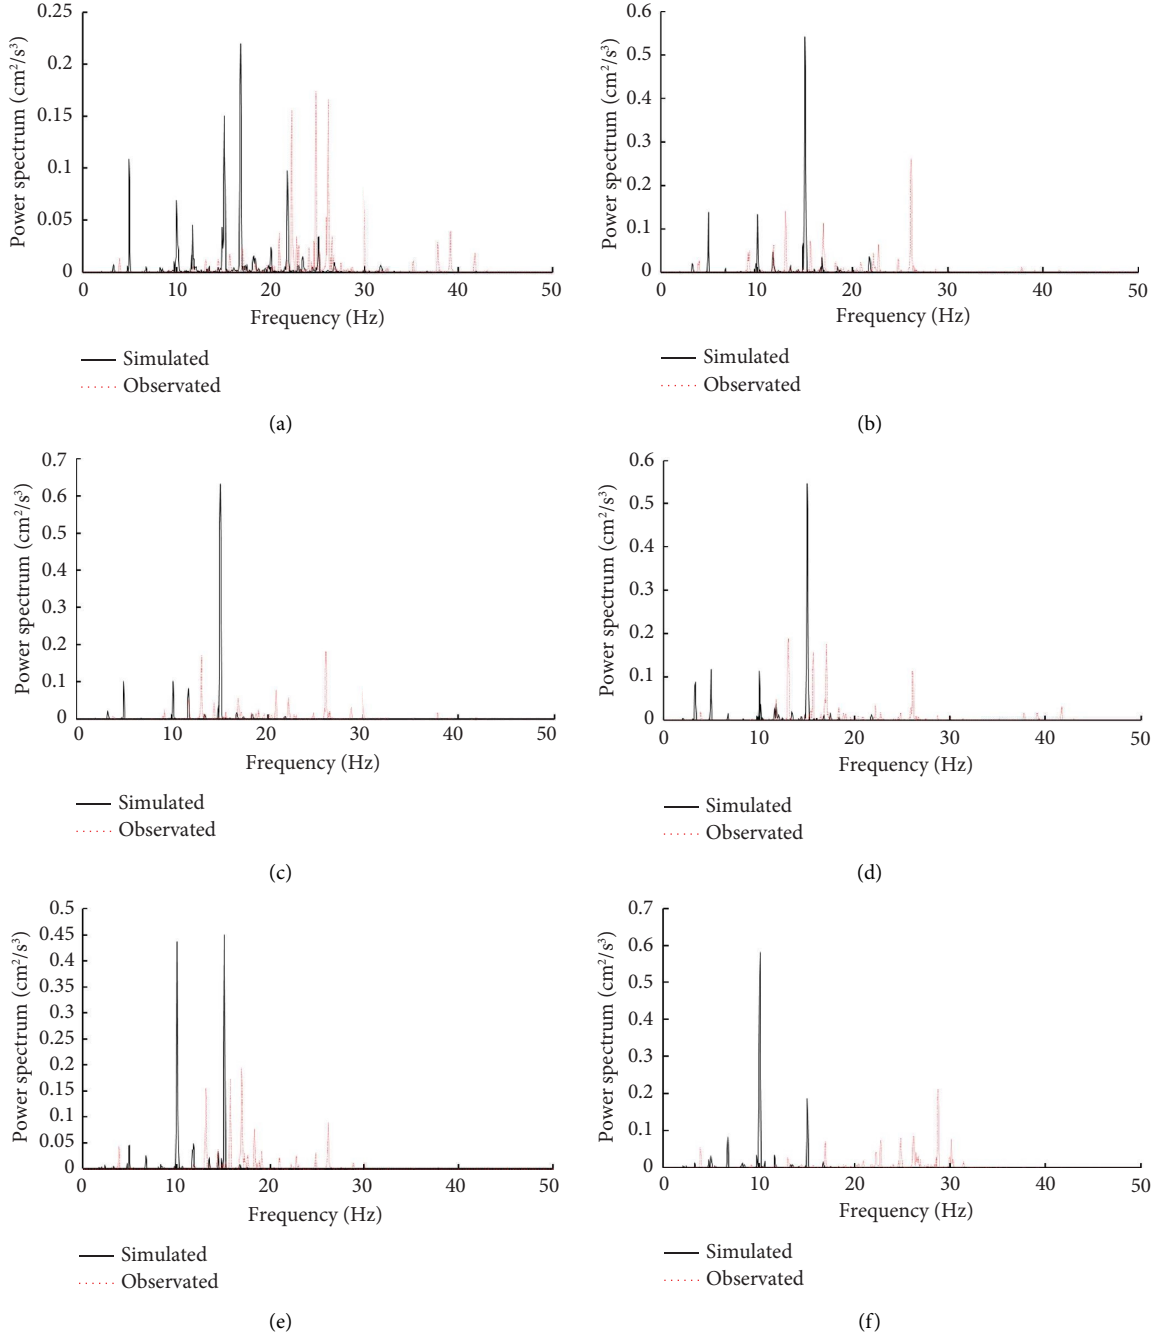 0.25
0.2
0.15
0.1
0.05
0
Power spectrum (cm²/s³)
0 10 20 30 40 50
Frequency (Hz)
Simulated
Observated
(a)
0.6
0.5
0.4
0.3
0.2
0.1
0
Power spectrum (cm²/s³)
0 10 20 30 40 50
Frequency (Hz)
Simulated
Observated
(b)
0.7
0.6
0.5
0.4
0.3
0.2
0.1
0
Power spectrum (cm²/s³)
0 10 20 30 40 50
Frequency (Hz)
Simulated
Observated
(c)
0.6
0.5
0.4
0.3
0.2
0.1
0
Power spectrum (cm²/s³)
0 10 20 30 40 50
Frequency (Hz)
Simulated
Observated
(d)
0.5
0.45
0.4
0.35
0.3
0.25
0.2
0.15
0.1
0.05
0
Power spectrum (cm²/s³)
0 10 20 30 40 50
Frequency (Hz)
Simulated
Observated
(e)
0.7
0.6
0.5
0.4
0.3
0.2
0.1
0
Power spectrum (cm²/s³)
0 10 20 30 40 50
Frequency (Hz)
Simulated
Observated
(f)